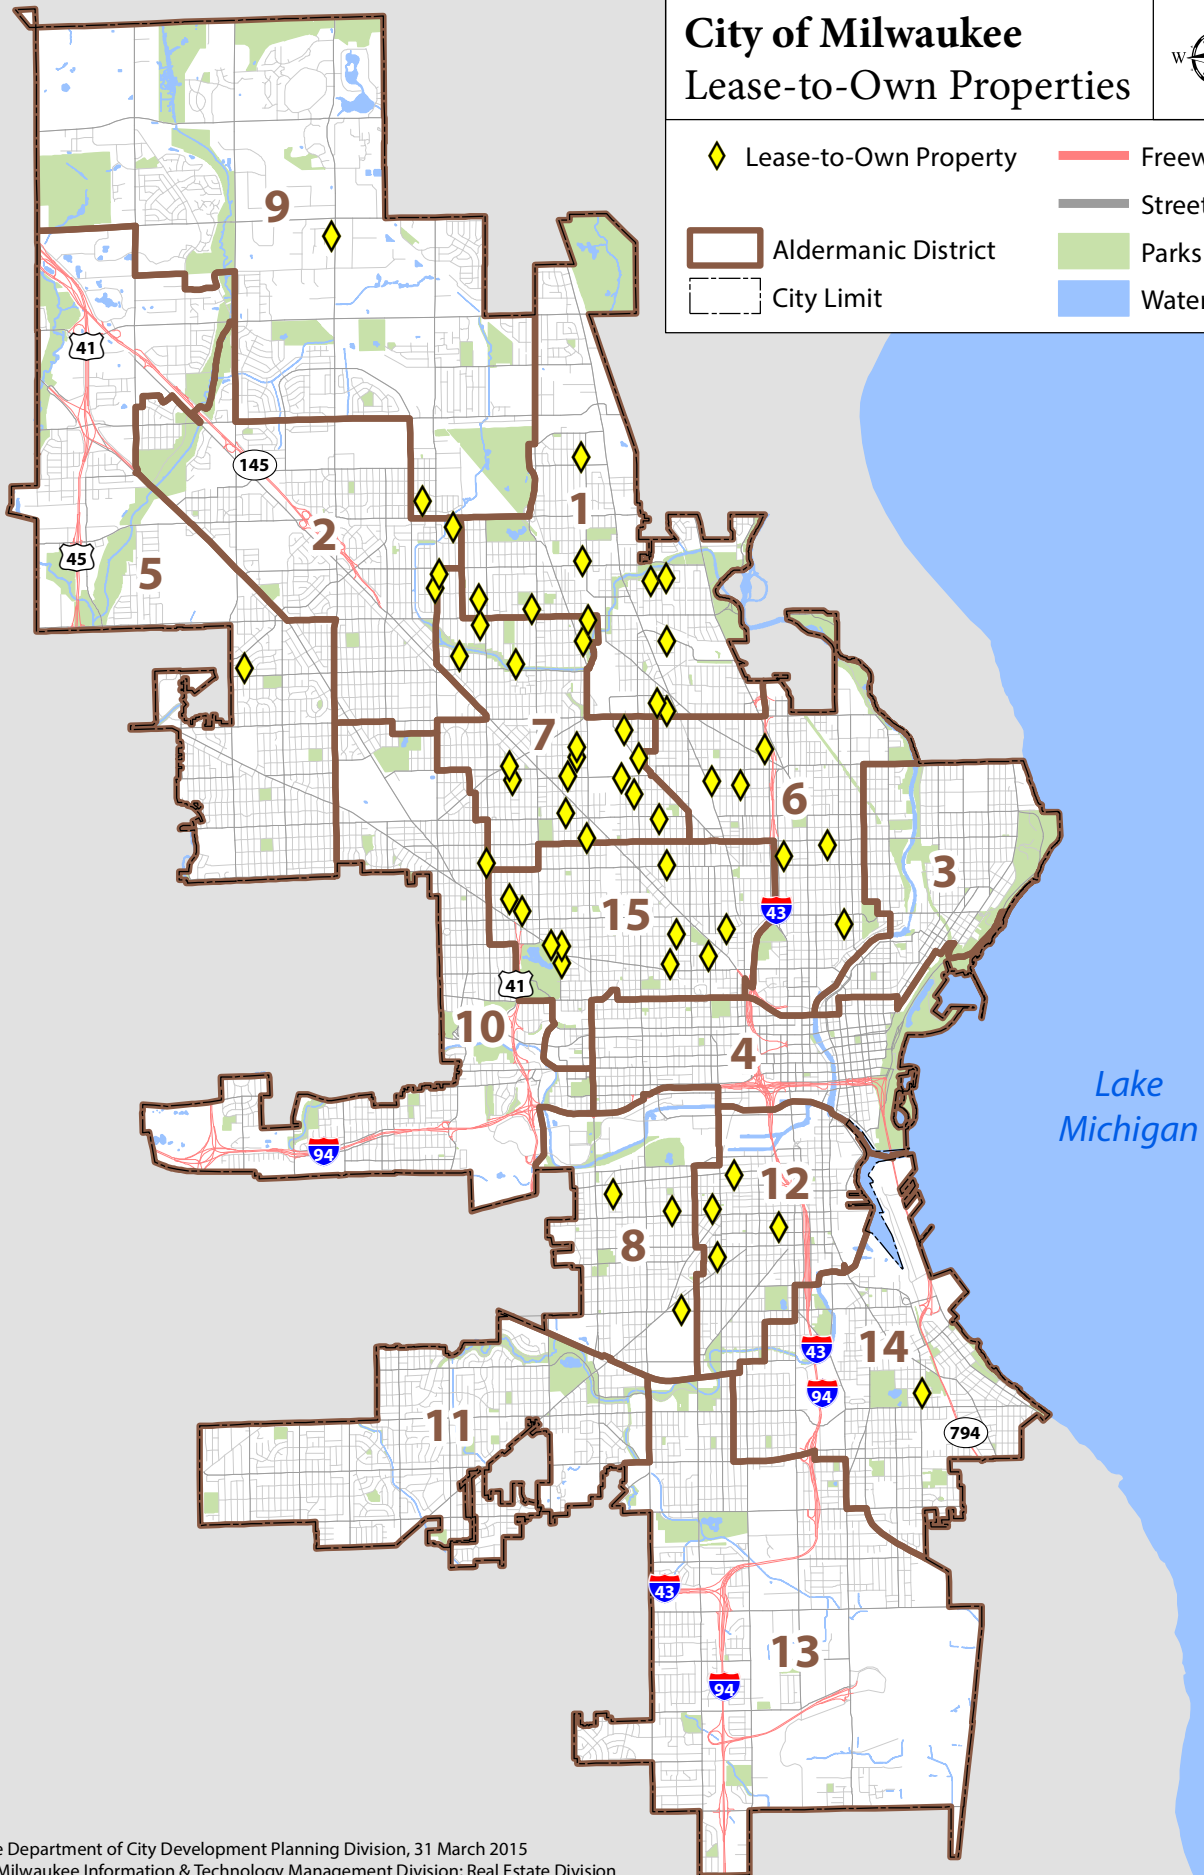 City of Milwaukee
Lease-to-Own Properties
W
Lease-to-Own Property
Freew
Street
Aldermanic District
Parks
City Limit
Water
9
41
145
1
2
45
5
7
6
3
15
43
41
10
4
Lake
Michigan
94
12
8
43
14
94
11
794
43
13
94
e Department of City Development Planning Division, 31 March 2015
Milwaukee Information & Technology Management Division; Real Estate Division